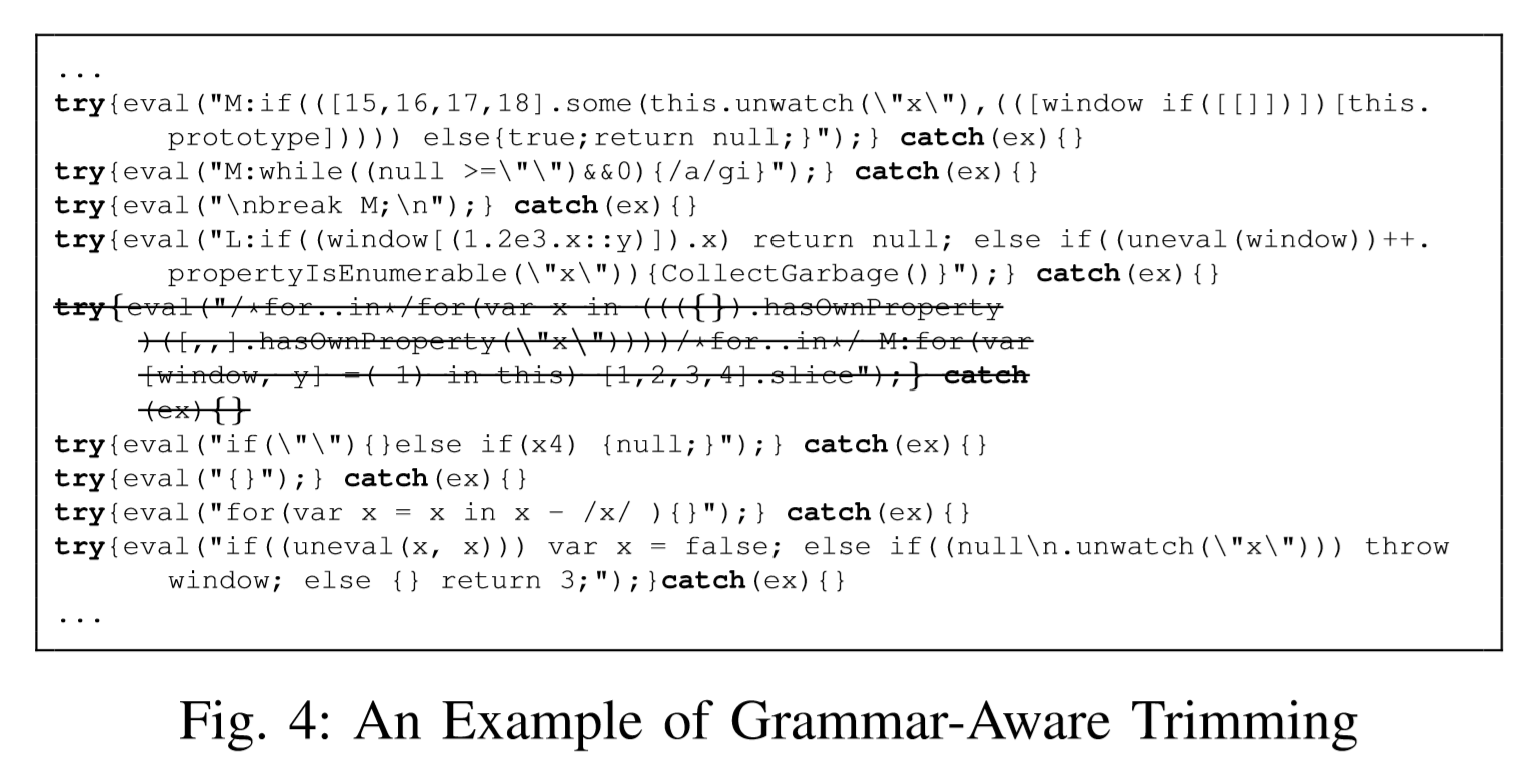 ...
try{eval("M:if(([15,16,17,18].some(this.unwatch(\"x\"),(([window if([[]])])[this.
prototype])))) else{true;return null;}");} catch(ex){}
try{eval("M:while((null >=\"\")&&0){/a/gi}");} catch(ex){}
try{eval("\nbreak M;\n");} catch(ex){}
try{eval("L:if((window[(1.2e3.x::y)]).x) return null; else if((uneval(window))++.
propertyIsEnumerable(\"x\")){CollectGarbage()}");} catch(ex){}
try{eval("/*for..in*/for(var x in ((({}).hasOwnProperty
)([,,].hasOwnProperty(\"x\"))))/*for..in*/ M:for(var
[window, y] =( 1) in this) [1,2,3,4].slice");} catch
(ex){}
try{eval("if(\"\"){}else if(x4) {null;}");} catch(ex){}
try{eval("{}");} catch(ex){}
try{eval("for(var x = x in x - /x/ ){}");} catch(ex){}
try{eval("if((uneval(x, x))) var x = false; else if((null\n.unwatch(\"x\"))) throw
window; else {} return 3;");}catch(ex){}
...
Fig. 4: An Example of Grammar-Aware Trimming